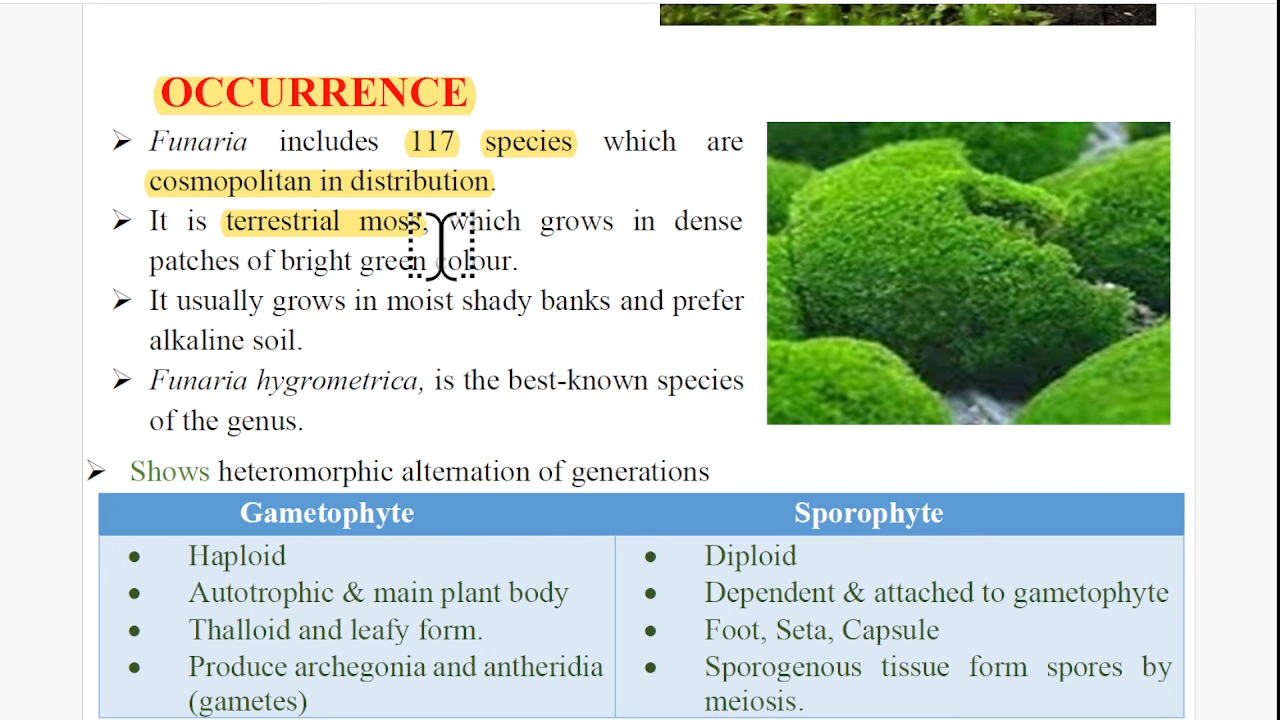 OCCURRENCE
➢ Funaria includes 117 species which are
cosmopolitan in distribution.
➢ It is terrestrial moss, which grows in dense
patches of bright green colour.
➢ It usually grows in moist shady banks and prefer
alkaline soil.
➢ Funaria hygrometrica, is the best-known species
of the genus.
➢ Shows heteromorphic alternation of generations
Gametophyte
• Haploid
• Autotrophic & main plant body
• Thalloid and leafy form.
• Produce archegonia and antheridia
(gametes)
Sporophyte
• Diploid
• Dependent & attached to gametophyte
• Foot, Seta, Capsule
• Sporogenous tissue form spores by
meiosis.